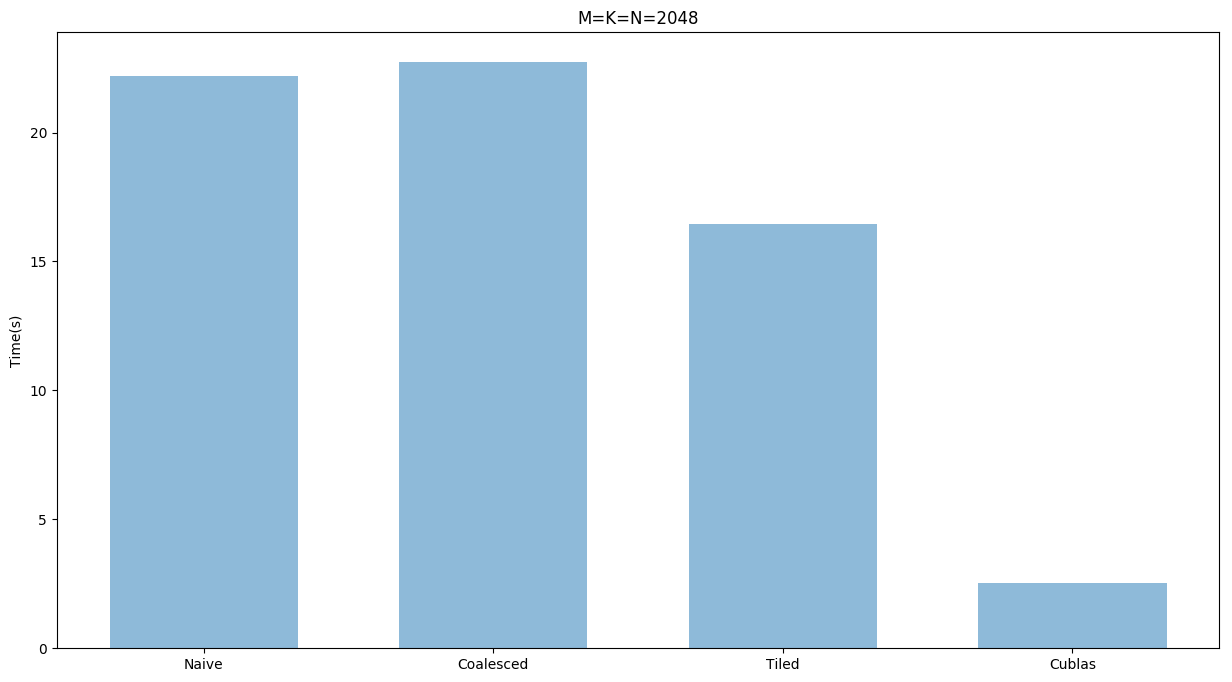 M=K=N=2048
Time(s)
20
15
10
5
0
Naive
Coalesced
Tiled
Cublas